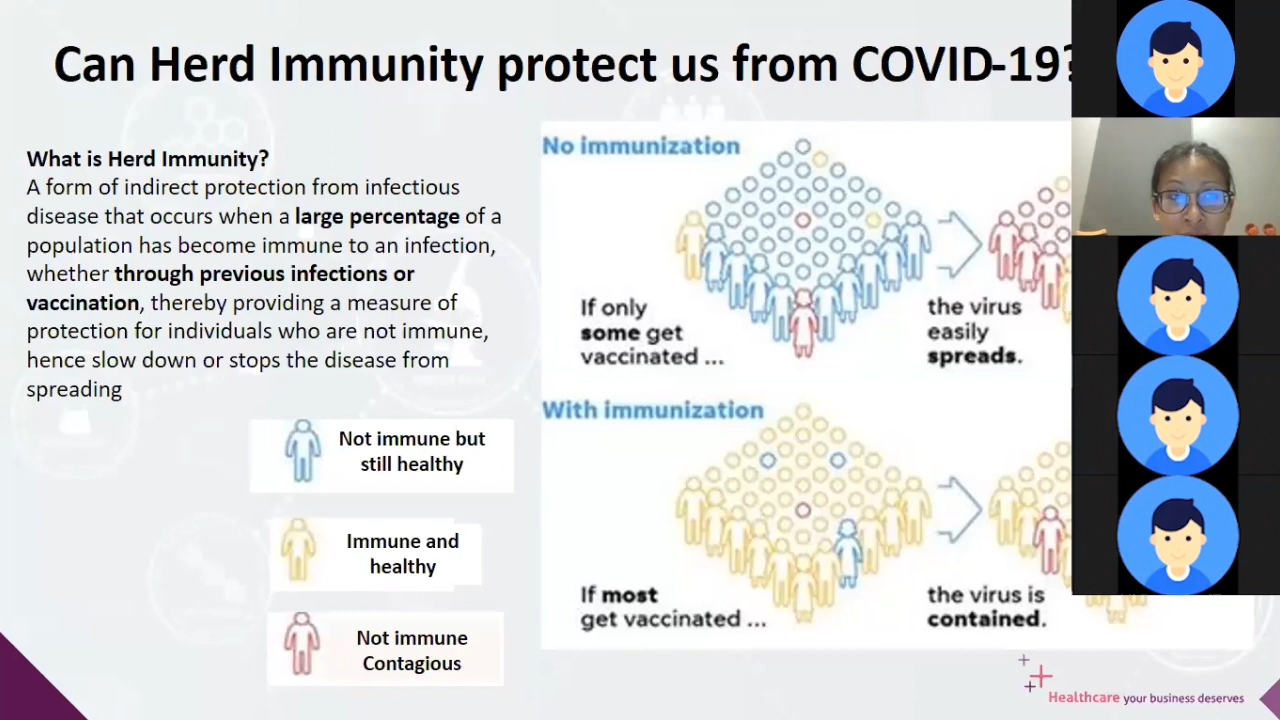 Can Herd Immunity protect us from COVID-19?
What is Herd Immunity?
A form of indirect protection from infectious
disease that occurs when a large percentage of a
population has become immune to an infection,
whether through previous infections or
vaccination, thereby providing a measure of
protection for individuals who are not immune,
hence slow down or stops the disease from
spreading
Not immune but
still healthy
Immune and
healthy
Not immune
Contagious
No immunization
If only
some get
vaccinated ...
the virus
easily
spreads.
With immunization
If most
get vaccinated ...
the virus is
contained.
Healthcare your business deserves